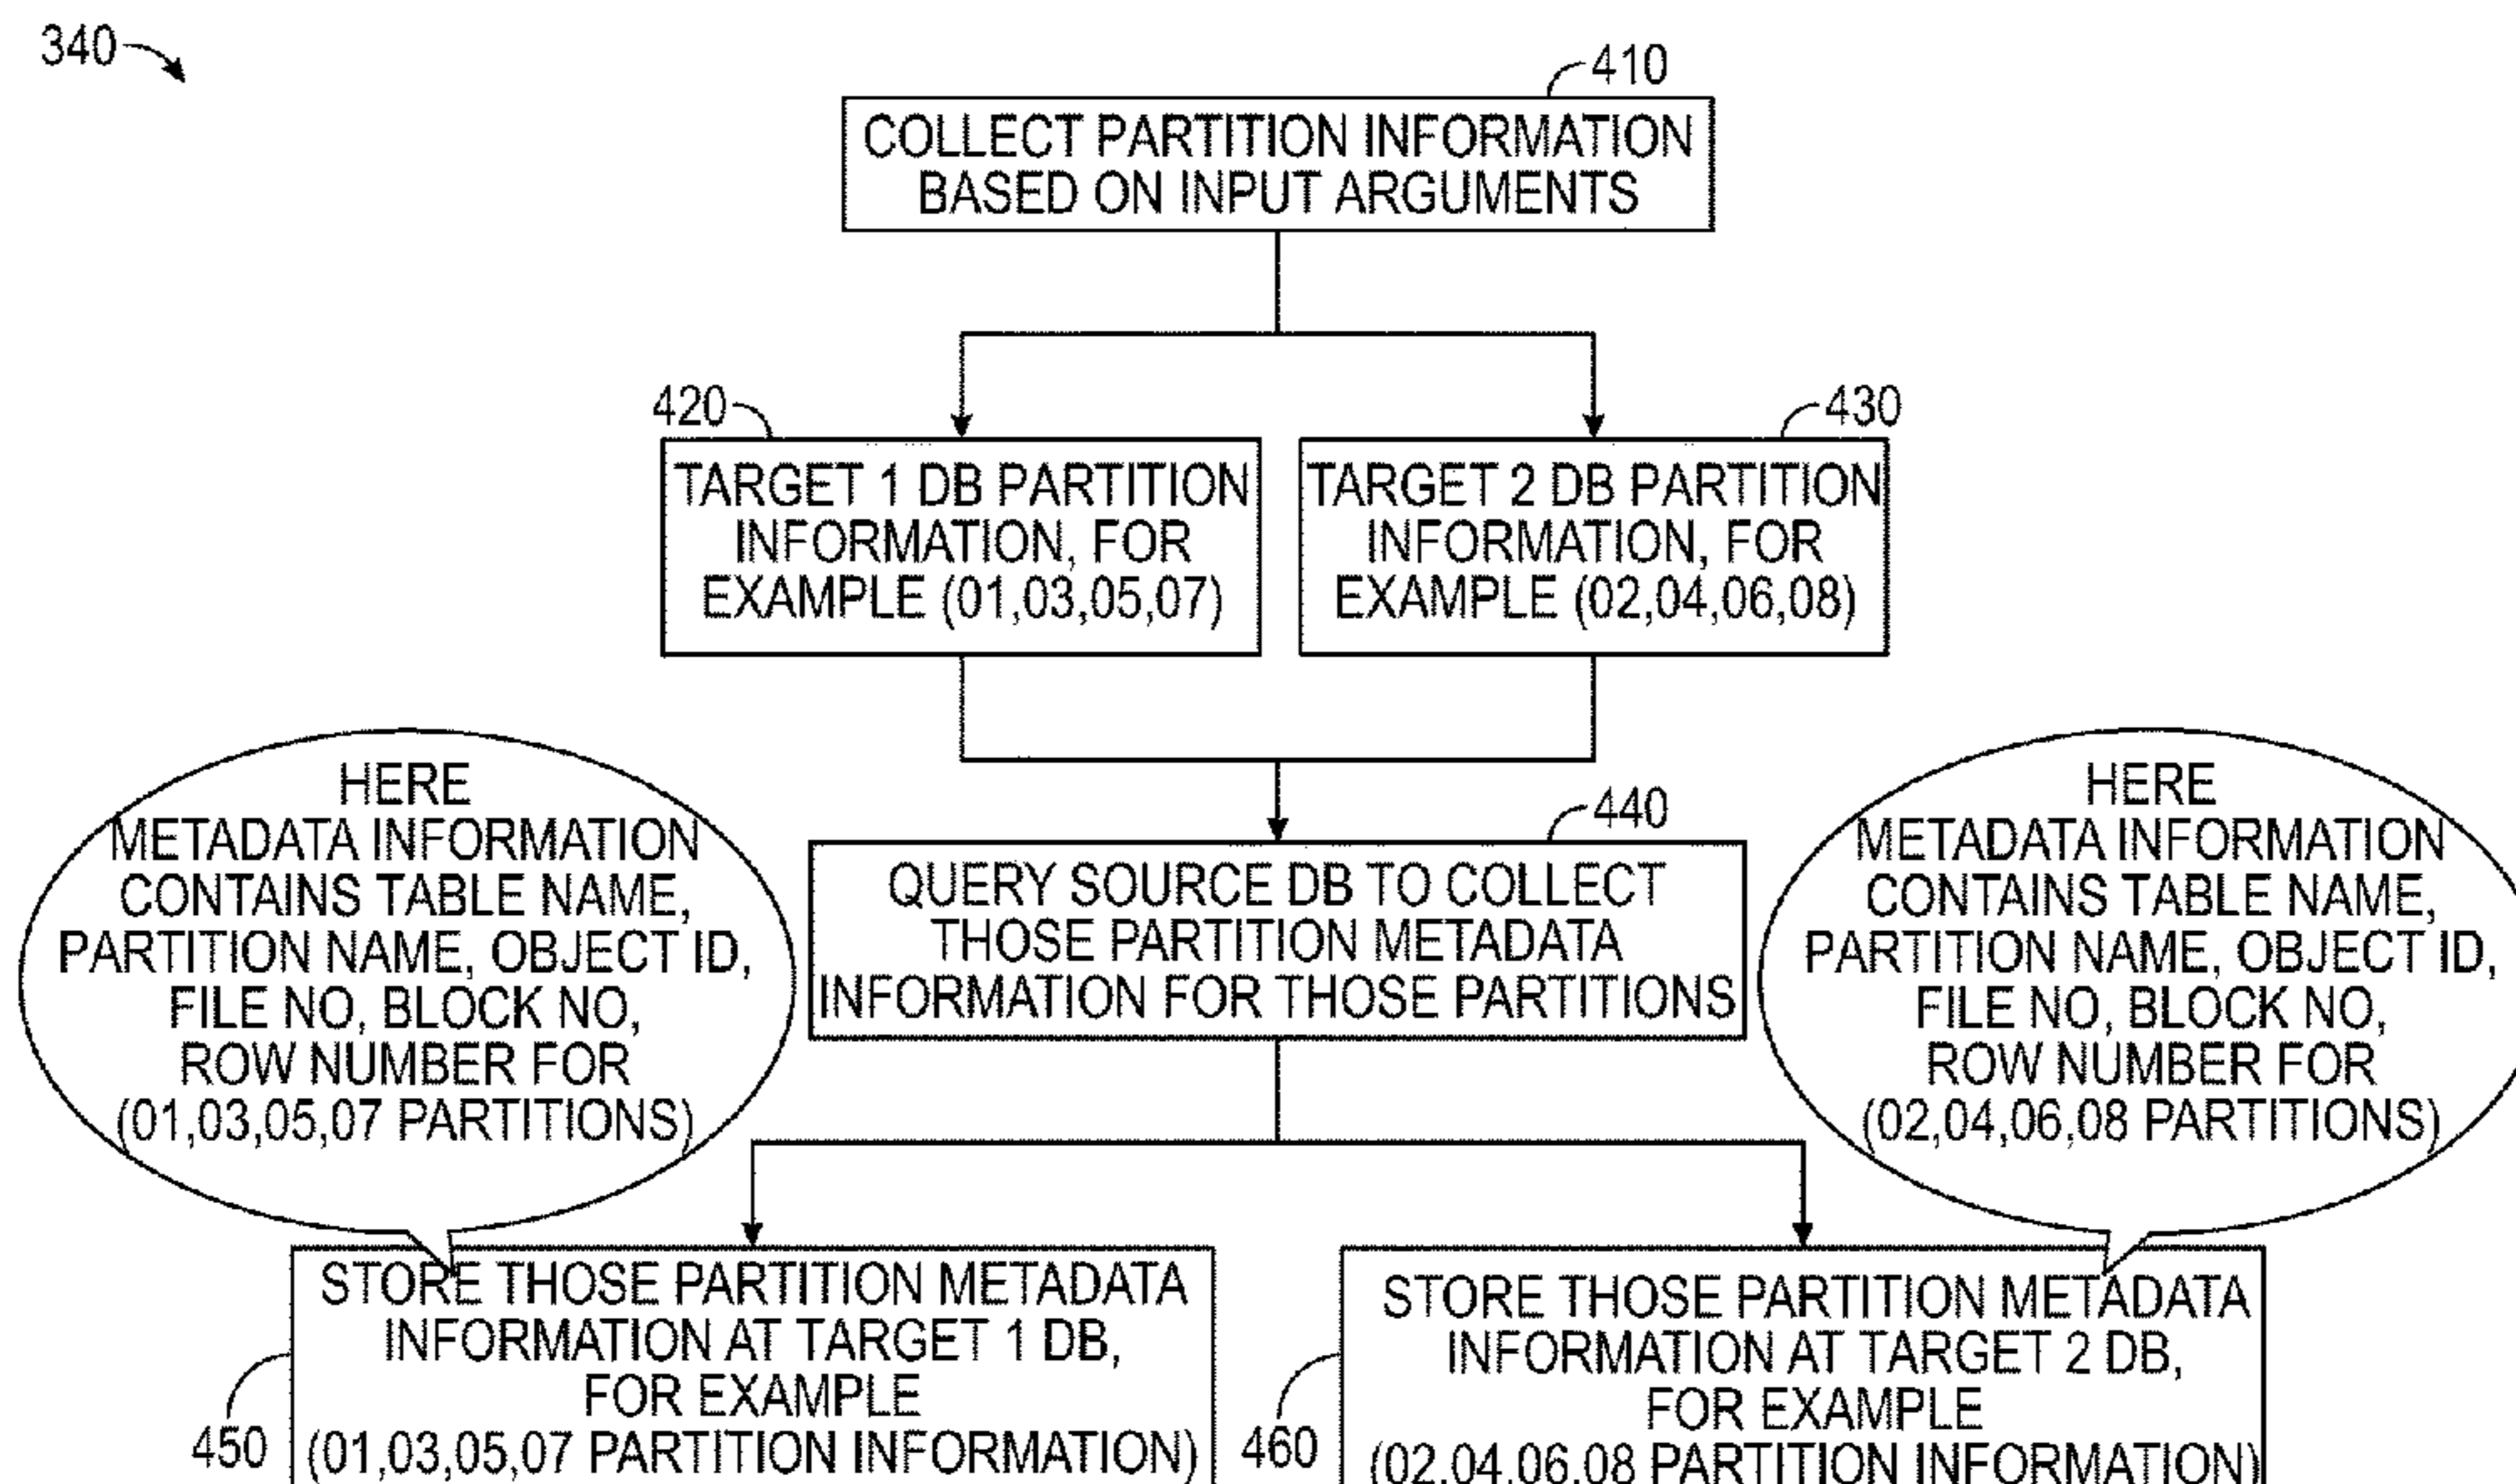 340
410
COLLECT PARTITION INFORMATION
BASED ON INPUT ARGUMENTS
420
TARGET 1 DB PARTITION
INFORMATION, FOR
EXAMPLE (01,03,05,07)
430
TARGET 2 DB PARTITION
INFORMATION, FOR
EXAMPLE (02,04,06,08)
HERE
METADATA INFORMATION
CONTAINS TABLE NAME,
PARTITION NAME, OBJECT ID,
FILE NO, BLOCK NO,
ROW NUMBER FOR
(01,03,05,07 PARTITIONS)
440
QUERY SOURCE DB TO COLLECT
THOSE PARTITION METADATA
INFORMATION FOR THOSE PARTITIONS
HERE
METADATA INFORMATION
CONTAINS TABLE NAME,
PARTITION NAME, OBJECT ID,
FILE NO, BLOCK NO,
ROW NUMBER FOR
(02,04,06,08 PARTITIONS)
450
STORE THOSE PARTITION METADATA
INFORMATION AT TARGET 1 DB,
FOR EXAMPLE
(01,03,05,07 PARTITION INFORMATION)
460
STORE THOSE PARTITION METADATA
INFORMATION AT TARGET 2 DB,
FOR EXAMPLE
(02,04,06,08 PARTITION INFORMATION)